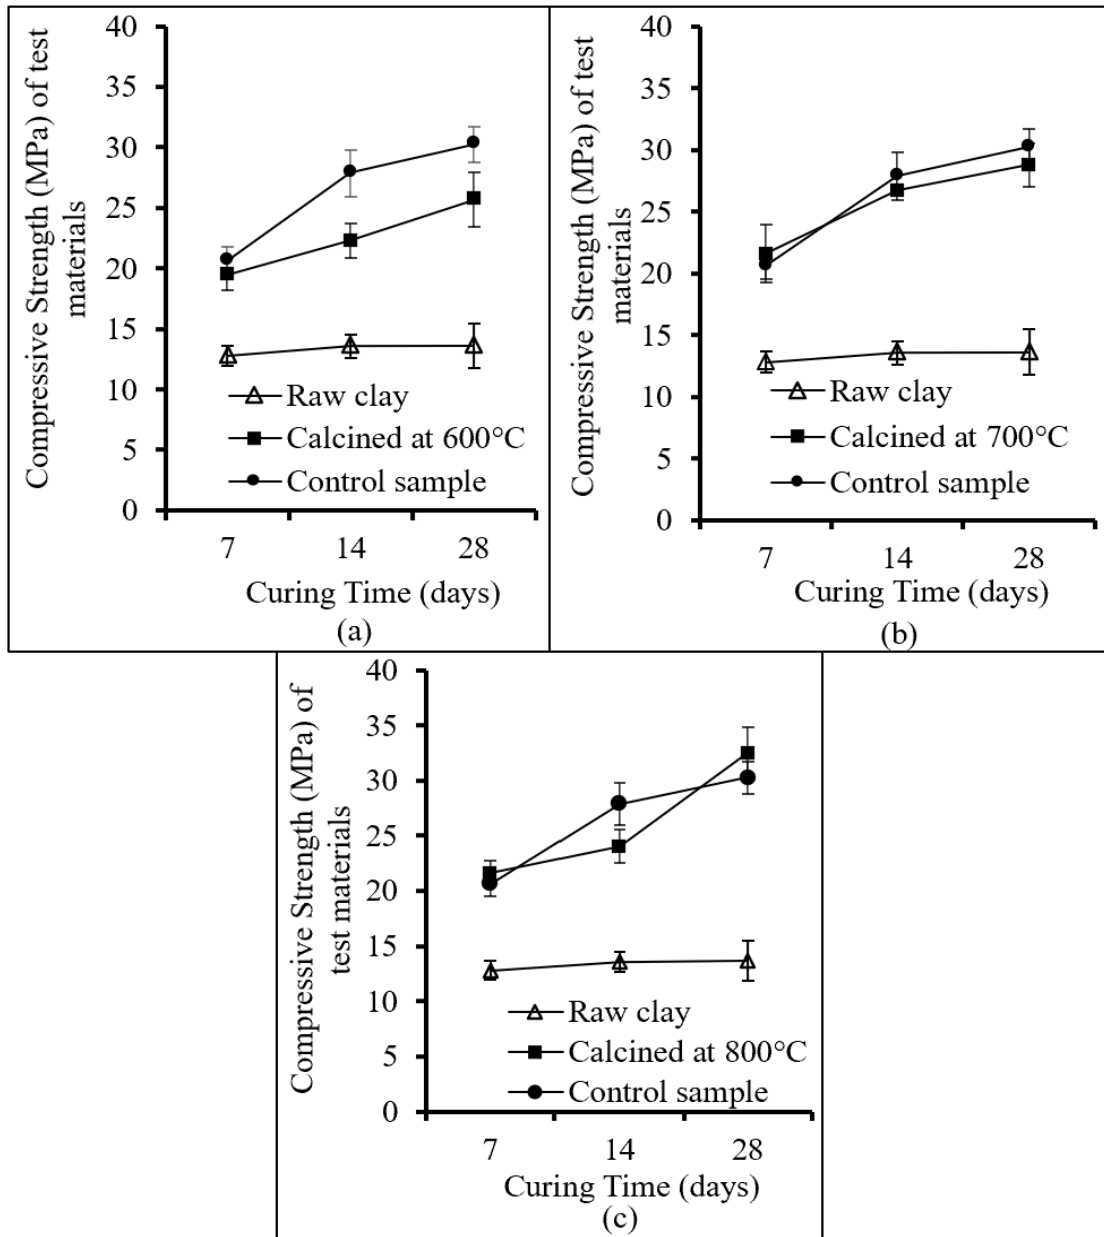 Compressive Strength (MPa) of test
materials
40
35
30
25
20
15
10
5
0
Raw clay
Calcined at 600°C
Control sample
7 14 28
Curing Time (days)
(a)
Compressive Strength (MPa) of test
materials
40
35
30
25
20
15
10
5
0
Raw clay
Calcined at 700°C
Control sample
7 14 28
Curing Time (days)
(b)
Compressive Strength (MPa) of
test materials
40
35
30
25
20
15
10
5
0
Raw clay
Calcined at 800°C
Control sample
7 14 28
Curing Time (days)
(c)